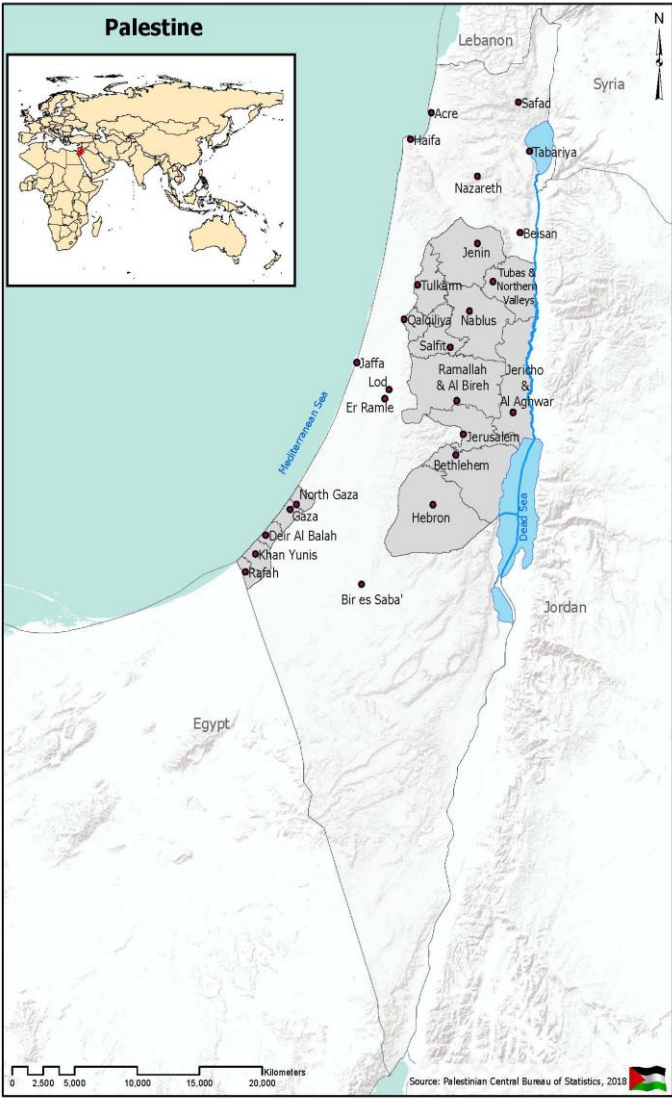 Palestine
N
Lebanon
Syria
Safad
Acre
Haifa
Tabariya
Nazareth
Beisan
Jenin
Tubas &
Northern
Valleys
Tulkarm
Qalqiliya
Nablus
Salfit
Jaffa
Ramallah
& Al Bireh
Jericho
&
Al Aghwar
Lod
Er Ramle
Mediterranean Sea
Jerusalem
Bethlehem
North Gaza
Gaza
Hebron
Dead Sea
Deir Al Balah
Khan Yunis
Rafah
Bir es Saba'
Jordan
Egypt
Kilometers
0 2,500 5,000 10,000 15,000 20,000
Source: Palestinian Central Bureau of Statistics, 2018